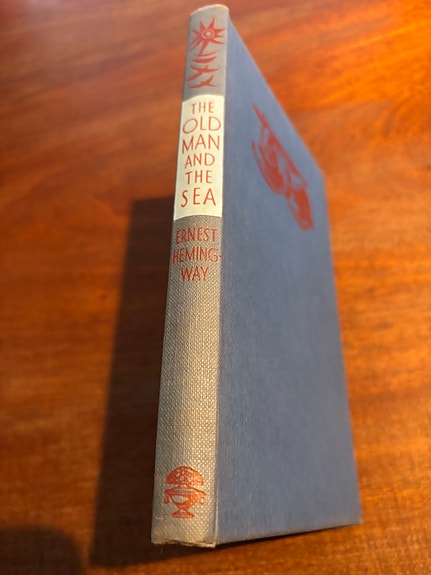 THE
OLD
MAN
AND
THE
SEA
ERNEST
HEMING-
WAY